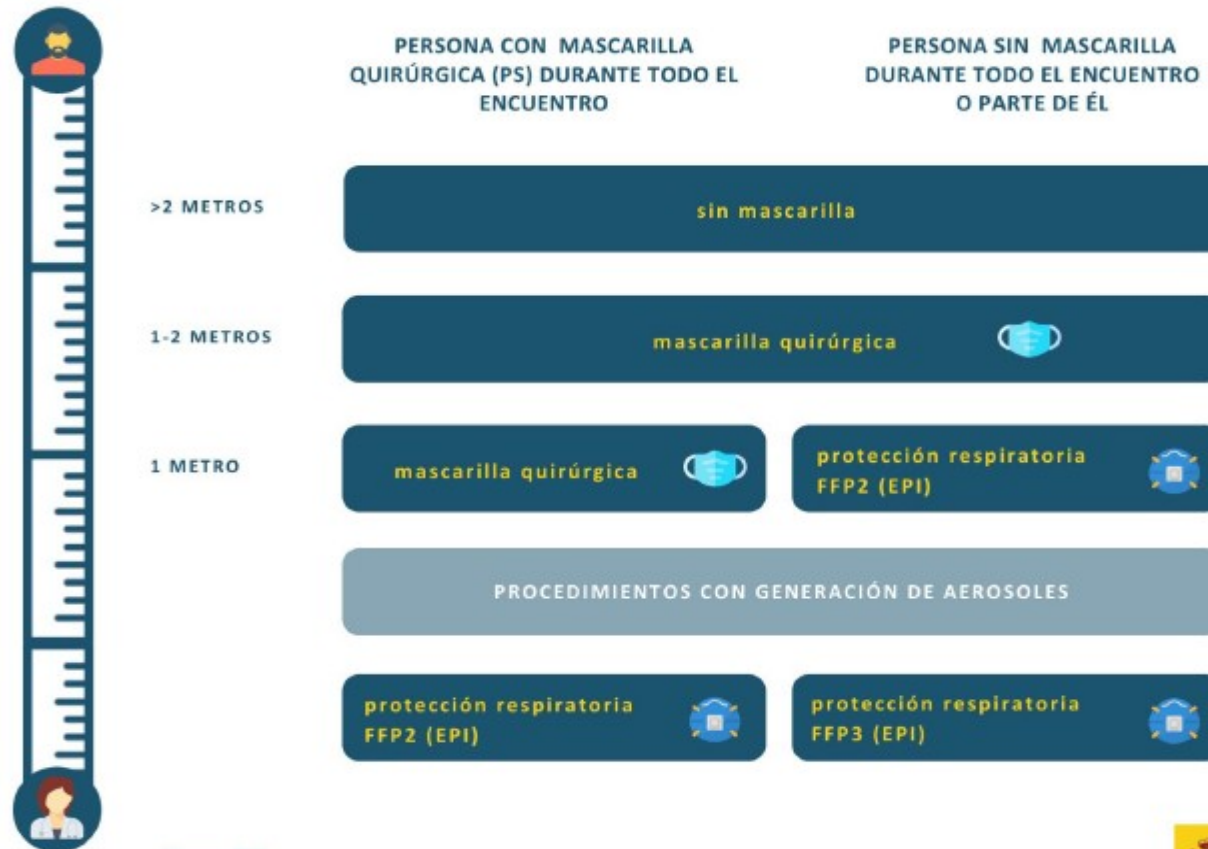 PERSONA CON MASCARILLA
QUIRÚRGICA (PS) DURANTE TODO EL
ENCUENTRO
PERSONA SIN MASCARILLA
DURANTE TODO EL ENCUENTRO
O PARTE DE ÉL
>2 METROS
sin mascarilla
1-2 METROS
mascarilla quirúrgica
1 METRO
mascarilla quirúrgica
protección respiratoria
FFP2 (EPI)
PROCEDIMIENTOS CON GENERACIÓN DE AEROSOLES
protección respiratoria
FFP2 (EPI)
protección respiratoria
FFP3 (EPI)